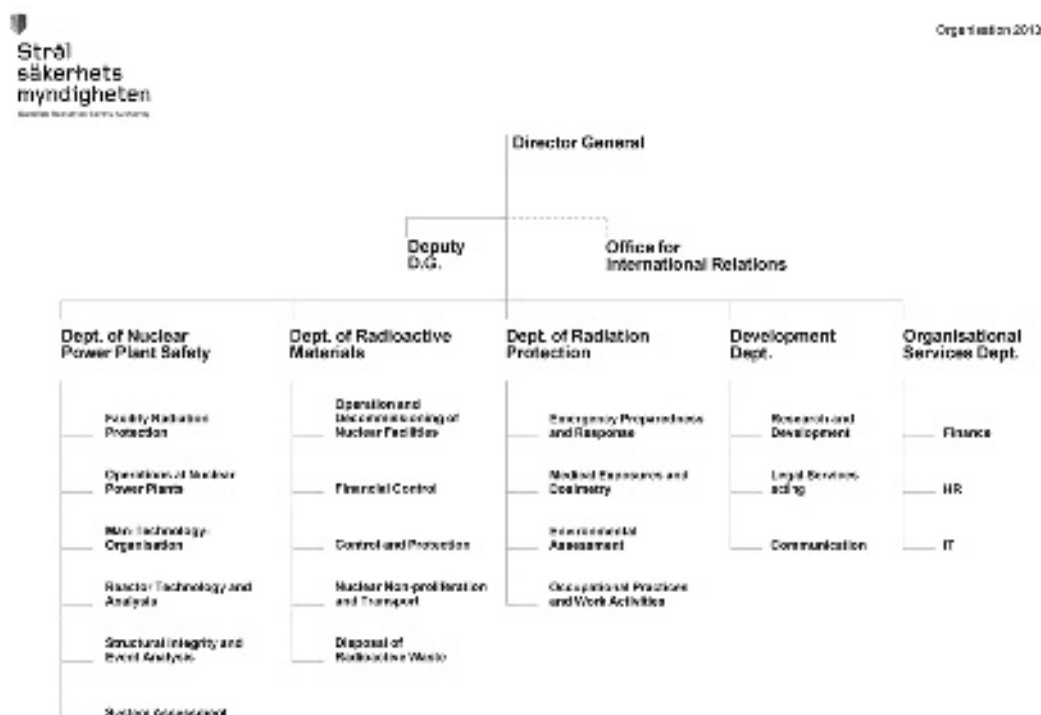 Strål
säkerhets
myndigheten
Organisation 2013
Director General
Deputy
D.G.
Office for
International Relations
Dept. of Nuclear
Power Plant Safety
Dept. of Radioactive
Materials
Dept. of Radiation
Protection
Development
Dept.
Organisational
Services Dept.
Facility Radiation
Protection
Operations at Nuclear
Power Plants
Man-Technology-
Organisation
Reactor Technology and
Analysis
Structural Integrity and
Event Analysis
System Assessment
Operation and
Decommissioning of
Nuclear Facilities
Financial Control
Control and Protection
Nuclear Non-proliferation
and Transport
Disposal of
Radioactive Waste
Emergency Preparedness
and Response
Medical Exposures and
Dosimetry
Environmental
Assessment
Occupational Practices
and Work Activities
Research and
Development
Legal Services
acting
Communication
Finance
HR
IT